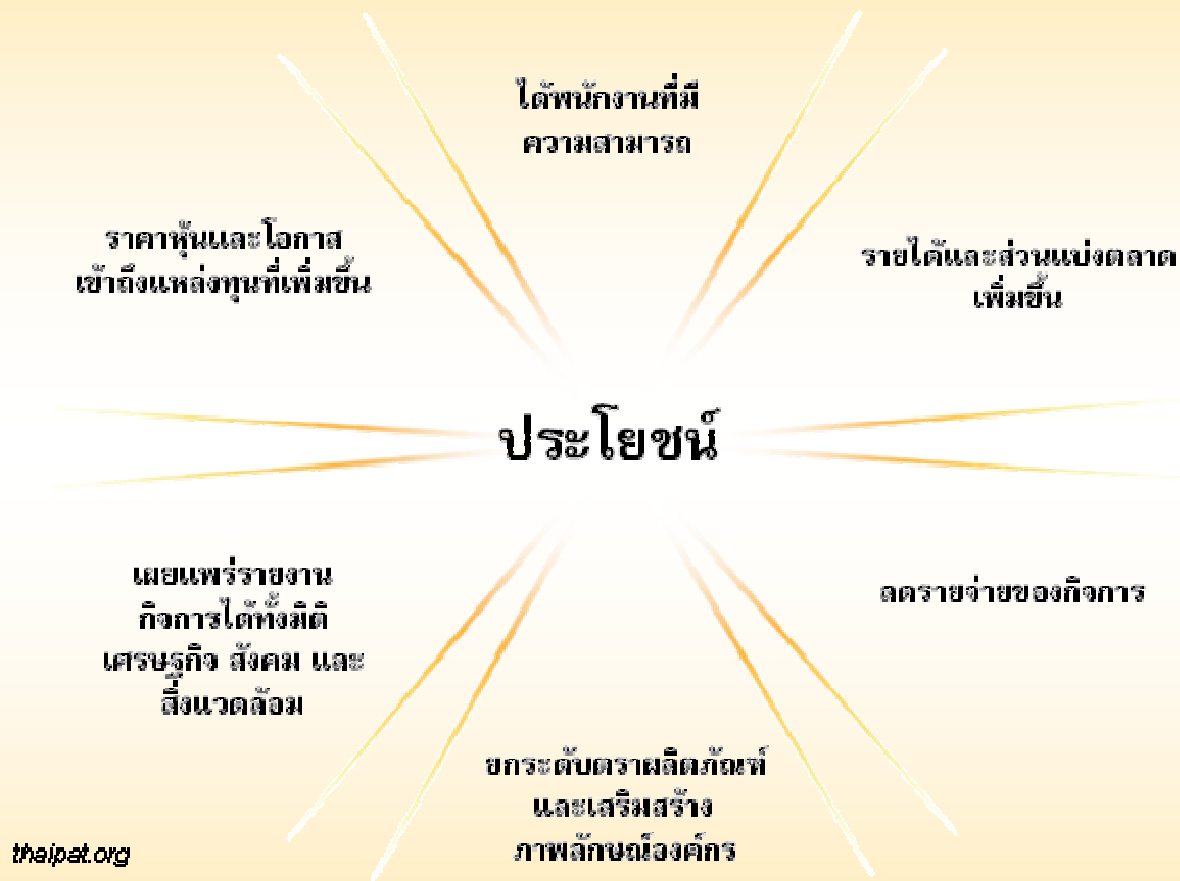 ได้พนักงานที่มี
ความสามารถ
ราคาหุ้นและโอกาส
เข้าถึงแหล่งทุนที่เพิ่มขึ้น
รายได้และส่วนแบ่งตลาด
เพิ่มขึ้น
ประโยชน์
เผยแพร่รายงาน
กิจการได้ทั้งมิติ
เศรษฐกิจ สังคม และ
สิ่งแวดล้อม
ลดรายจ่ายของกิจการ
ยกระดับตราผลิตภัณฑ์
และเสริมสร้าง
ภาพลักษณ์องค์กร
thaipat.org